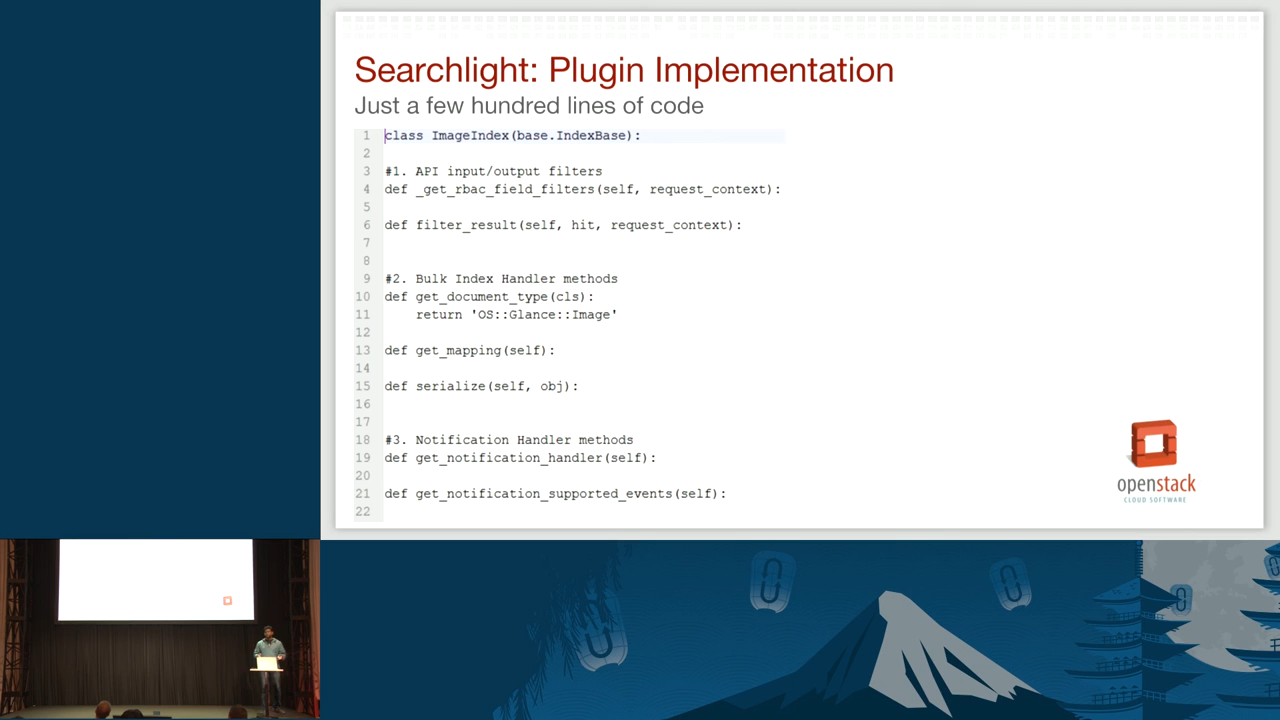 Searchlight: Plugin Implementation
Just a few hundred lines of code
1 class ImageIndex(base.IndexBase):
2
3 #1. API input/output filters
4 def _get_rbac_field_filters(self, request_context):
5
6 def filter_result(self, hit, request_context):
7
8
9 #2. Bulk Index Handler methods
10 def get_document_type(cls):
11     return 'OS::Glance::Image'
12
13 def get_mapping(self):
14
15 def serialize(self, obj):
16
17
18 #3. Notification Handler methods
19 def get_notification_handler(self):
20
21 def get_notification_supported_events(self):
22
openstack
CLOUD SOFTWARE